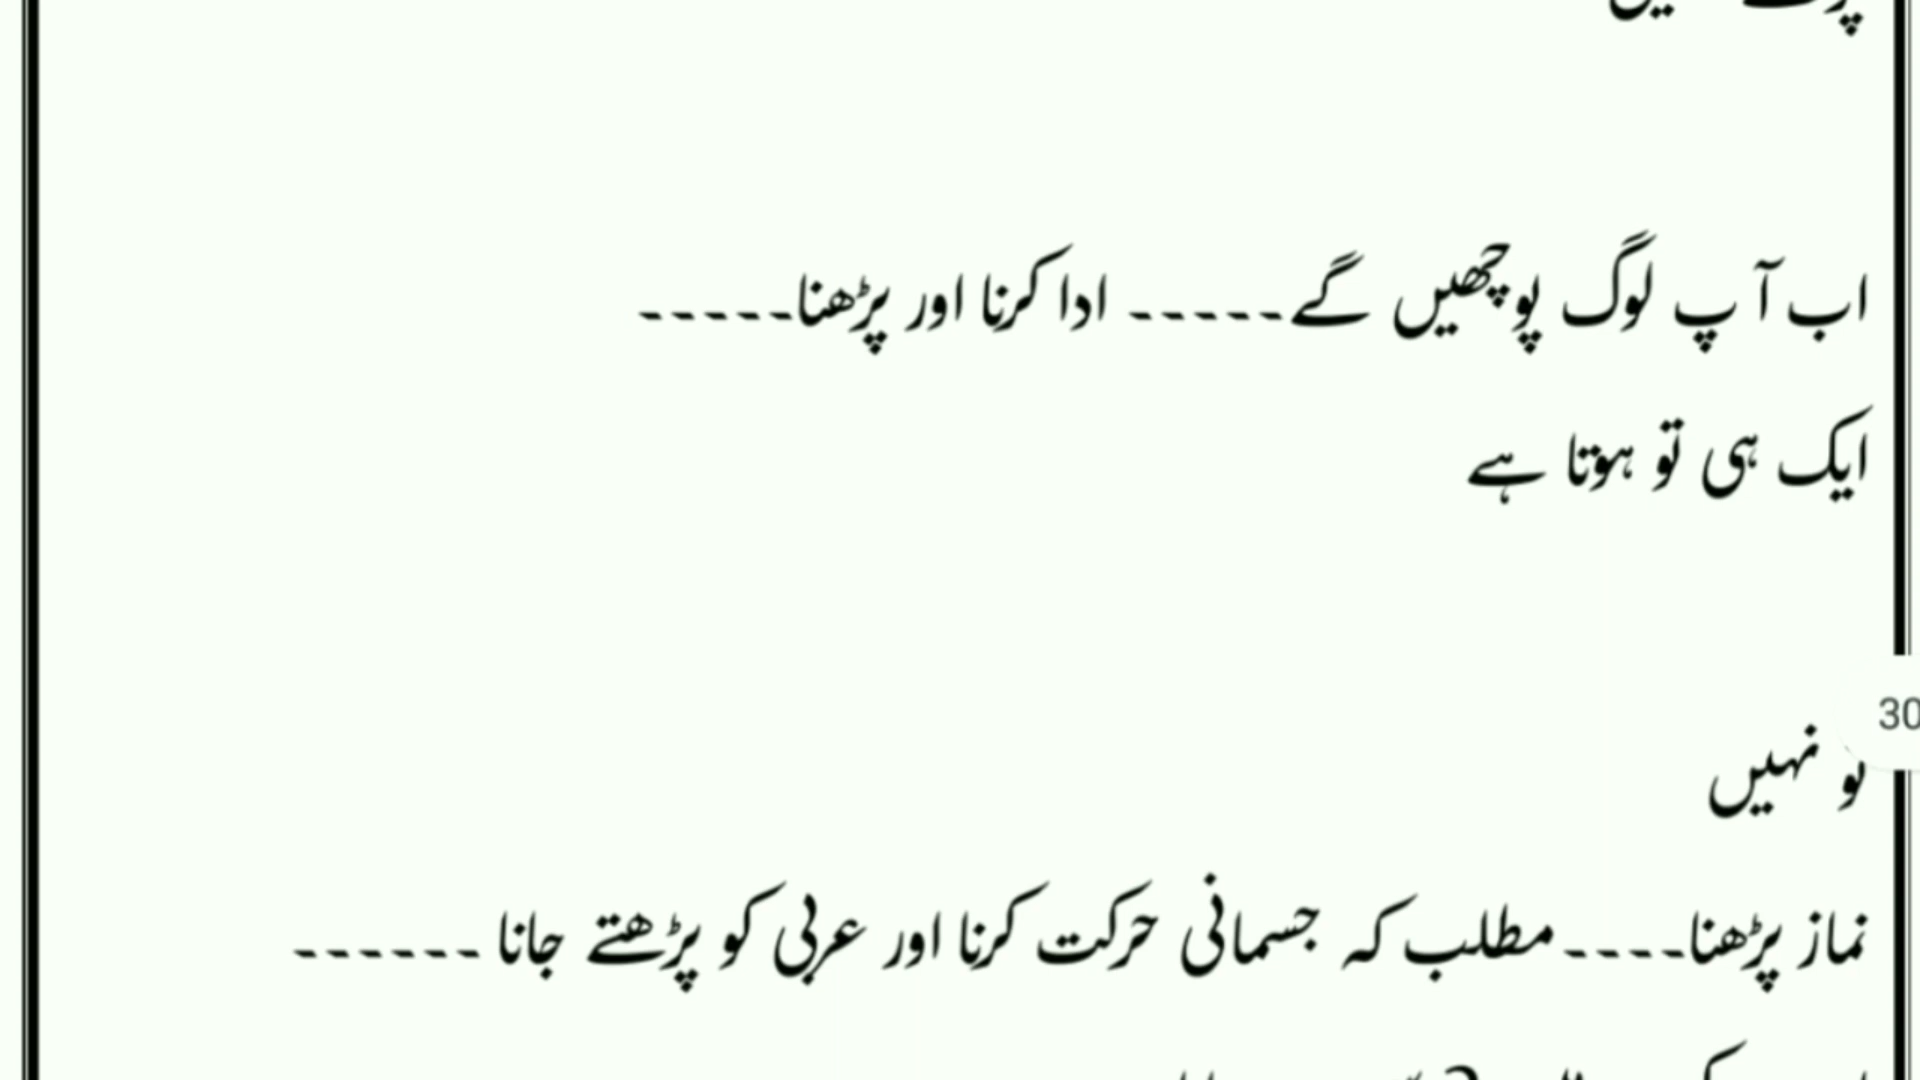 اب آپ لوگ پوچھیں گے----- ادا کرنا اور پڑھنا-----
ایک ہی تو ہوتا ہے
30
تو نہیں
نماز پڑھنا----مطلب کہ جسمانی حرکت کرنا اور عربی کو پڑھتے جانا ------